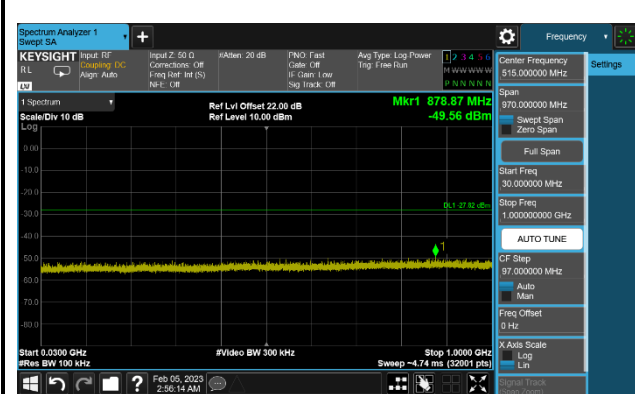 Spectrum Analyzer 1
Swept SA
+
Frequency
KEYSIGHT
RL
LXI
Input: RF
Coupling: DC
Align: Auto
Input Z: 50 Ω
Corrections: Off
Freq Ref: Int (S)
NFE: Off
#Atten: 20 dB
PNO: Fast
Gate: Off
IF Gain: Low
Sig Track: Off
Avg Type: Log-Power
Trig: Free Run
1 2 3 4 5 6
M W W W W W
P N N N N N
Center Frequency
515.000000 MHz
Settings
1 Spectrum
Scale/Div 10 dB
Log
Ref Lvl Offset 22.00 dB
Ref Level 10.00 dBm
Mkr1 878.87 MHz
-49.56 dBm
Span
970.000000 MHz
Swept Span
Zero Span
Full Span
Start Freq
30.000000 MHz
Stop Freq
1.000000000 GHz
AUTO TUNE
CF Step
97.000000 MHz
Auto
Man
Freq Offset
0 Hz
X Axis Scale
Log
Lin
Signal Track
(Span Zoom)
0.00
-10.0
-20.0
-30.0
-40.0
-50.0
-60.0
-70.0
-80.0
DL1 -27.82 dBm
1
Start 0.0300 GHz
#Res BW 100 kHz
#Video BW 300 kHz
Stop 1.0000 GHz
Sweep ~4.74 ms (32001 pts)
?
Feb 05, 2023
2:56:14 AM